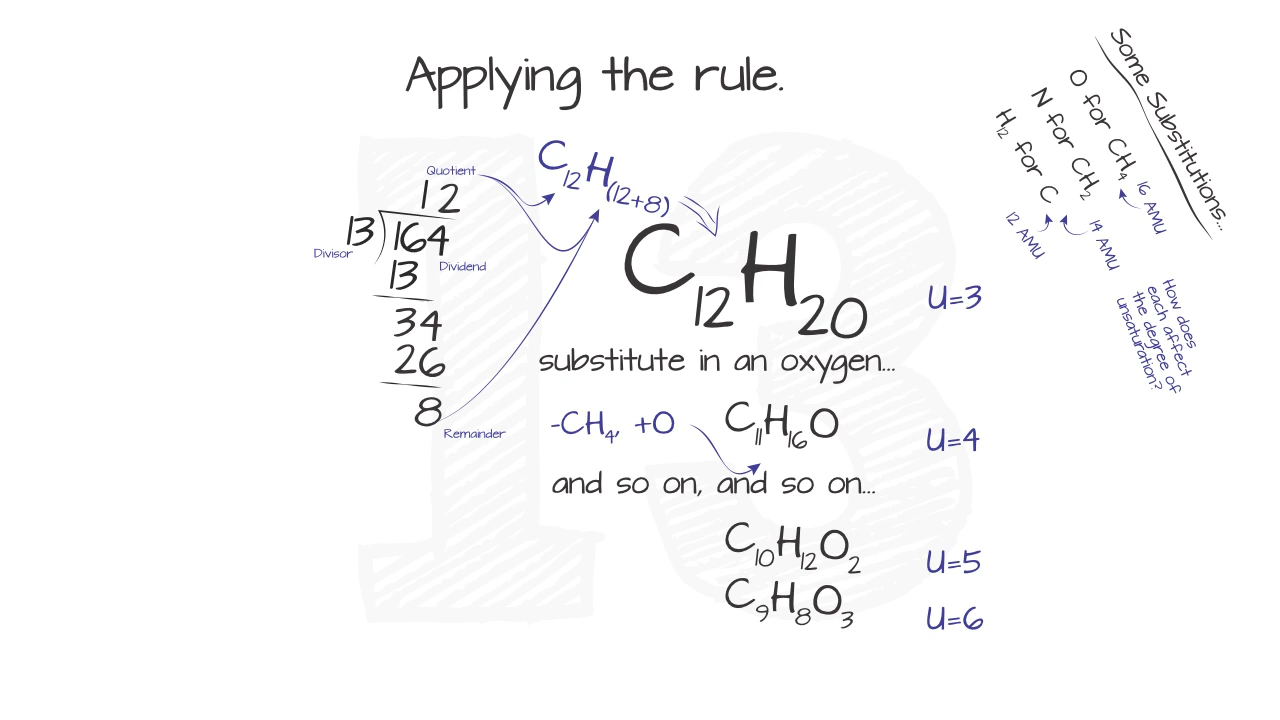 Applying the rule.
Quotient
12
13
164
Divisor
Dividend
13
34
26
8
Remainder
C₁₂H₍₁₂₊₈₎
C₁₂H₂₀
U=3
substitute in an oxygen...
-CH₄, +O
C₁₁H₁₆O
U=4
and so on, and so on...
C₁₀H₁₂O₂
U=5
C₉H₈O₃
U=6
Some Substitutions...
O for CH₄
16 AMU
N for CH₂
14 AMU
H₁₂ for C
12 AMU
How does
each affect
the degree of
unsaturation?
13